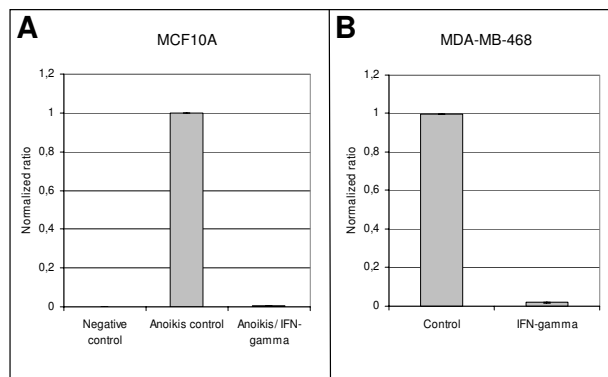 A
MCF10A
Normalized ratio
1,2
1
0,8
0,6
0,4
0,2
0
Negative
control
Anoikis control
Anoikis/ IFN-
gamma
B
MDA-MB-468
Normalized ratio
1,2
1
0,8
0,6
0,4
0,2
0
Control
IFN-gamma